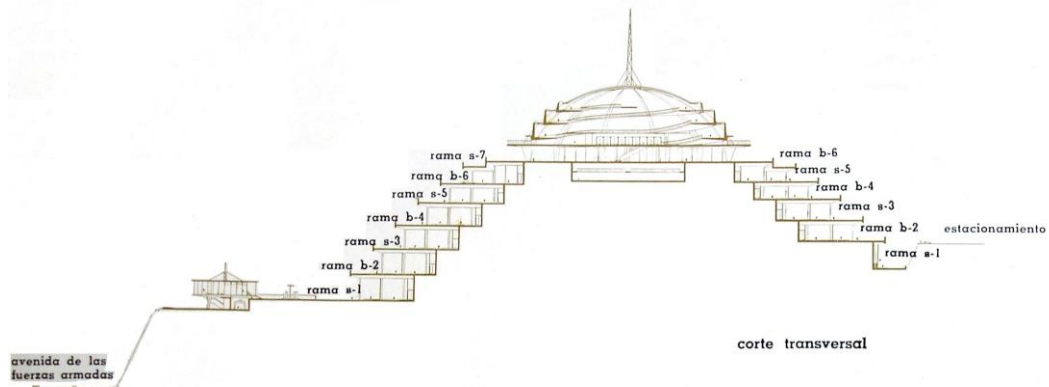 rama s-7
rama b-6
rama b-6
rama s-5
rama s-5
rama b-4
rama b-4
rama s-3
rama s-3
rama b-2
estacionamiento
rama b-2
rama s-1
rama s-1
corte transversal
avenida de las
fuerzas armadas